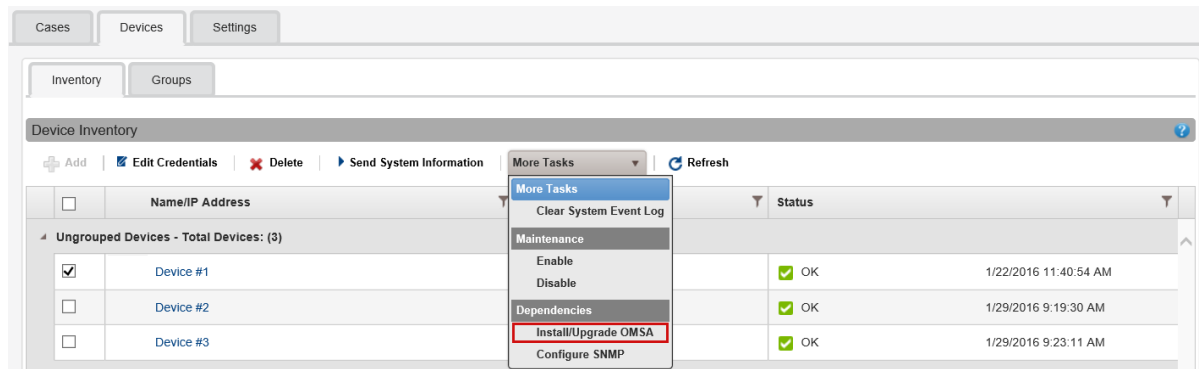 Cases Devices Settings
Inventory Groups
Device Inventory
Add Edit Credentials Delete Send System Information More Tasks Refresh
Name/IP Address Status
More Tasks
Clear System Event Log
Ungrouped Devices - Total Devices: (3)
Maintenance
Enable
Disable
Device #1 OK 1/22/2016 11:40:54 AM
Device #2 OK 1/29/2016 9:19:30 AM
Dependencies
Install/Upgrade OMSA
Configure SNMP
Device #3 OK 1/29/2016 9:23:11 AM